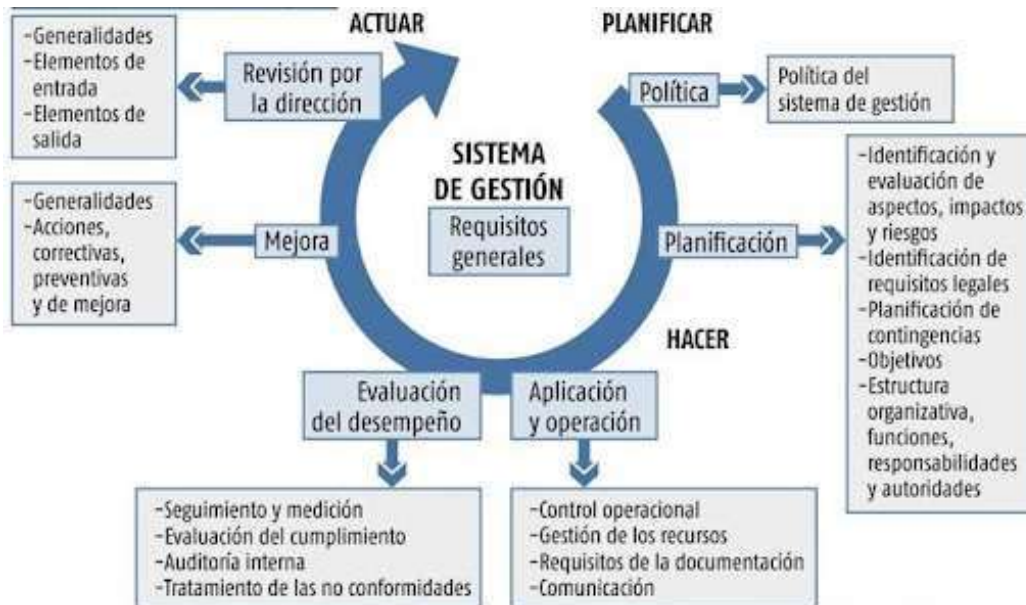 ACTUAR
PLANIFICAR
-Generalidades
-Elementos de
entrada
-Elementos de
salida
Revisión por
la dirección
Política
Política del
sistema de gestión
SISTEMA
DE GESTIÓN
Requisitos
generales
-Generalidades
-Acciones,
correctivas,
preventivas
y de mejora
Mejora
Planificación
-Identificación y
evaluación de
aspectos, impactos
y riesgos
-Identificación de
requisitos legales
-Planificación de
contingencias
-Objetivos
-Estructura
organizativa,
funciones,
responsabilidades
y autoridades
HACER
Evaluación
del desempeño
Aplicación
y operación
-Seguimiento y medición
-Evaluación del cumplimiento
-Auditoría interna
-Tratamiento de las no conformidades
-Control operacional
-Gestión de los recursos
-Requisitos de la documentación
-Comunicación